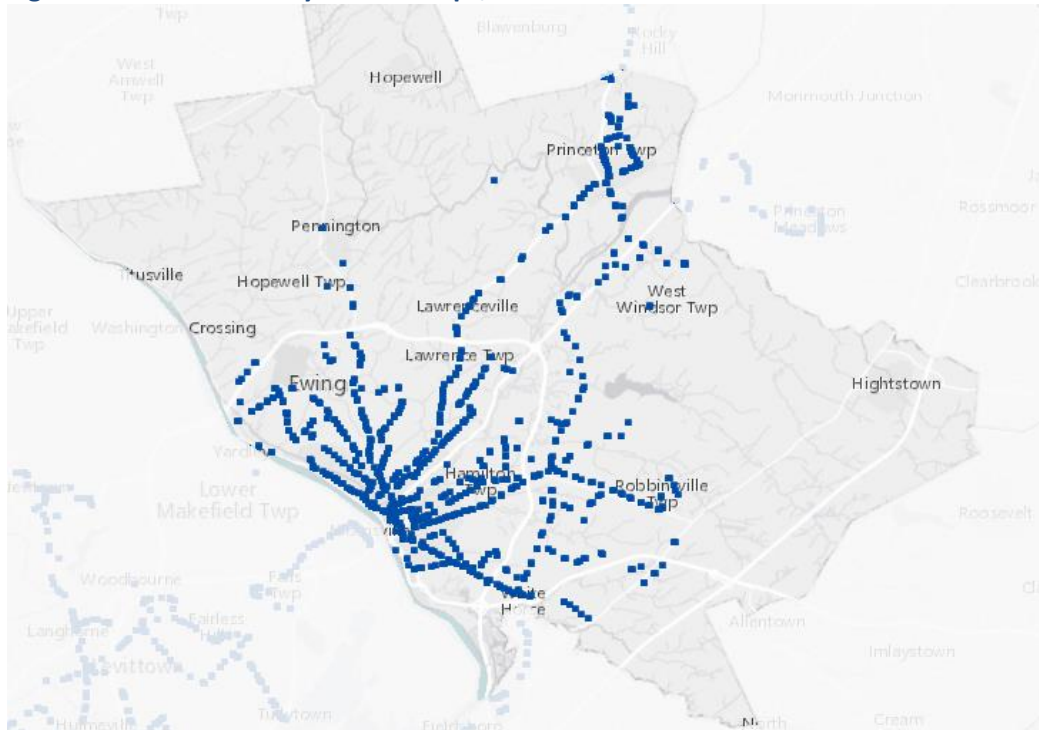 Twp
Blawenburg
Rocky
Hill
West
Amwell
Twp
Hopewell
Monmouth Junction
Princeton Twp
Princeton
Meadows
Rossmoor
Pennington
Titusville
Hopewell Twp
Clearbrook
West
Windsor Twp
Upper
Makefield
Twp
Washington
Crossing
Lawrenceville
Lawrence Twp
Ewing
Hightstown
Yardley
Hamilton
Twp
Robbinsville
Twp
Lower
Makefield Twp
Roosevelt
Woodbourne
Falls
Twp
White
Horse
Fairless
Hills
Allentown
Langhorne
Levittown
Imlaystown
Tullytown
Hulmeville
Fieldsboro
North
Cream